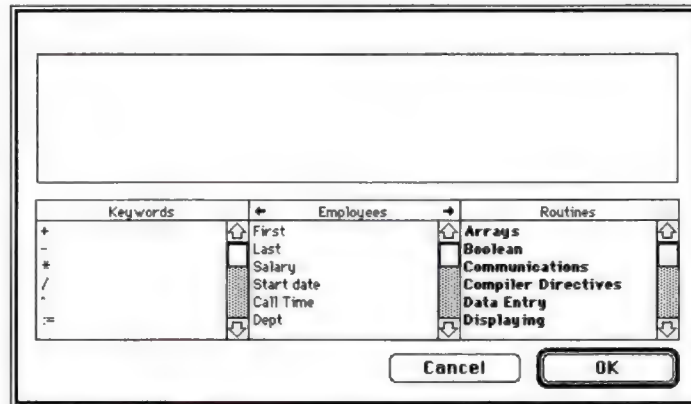 Keywords
+
-
*
/
^
:=
← Employees →
First
Last
Salary
Start date
Call Time
Dept
Routines
Arrays
Boolean
Communications
Compiler Directives
Data Entry
Displaying
Cancel
OK